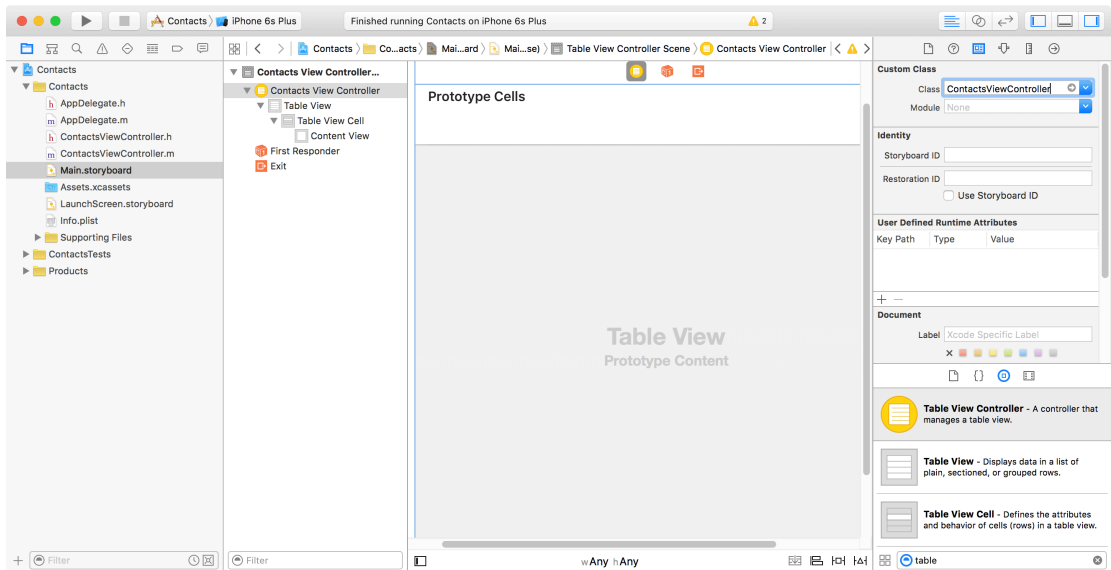 Contacts
iPhone 6s Plus
Finished running Contacts on iPhone 6s Plus
2
Contacts
Co...acts
Mai...ard
Mai...se)
Table View Controller Scene
Contacts View Controller
Contacts
Contacts
AppDelegate.h
AppDelegate.m
ContactsViewController.h
ContactsViewController.m
Main.storyboard
Assets.xcassets
LaunchScreen.storyboard
Info.plist
Supporting Files
ContactsTests
Products
Filter
Contacts View Controller...
Contacts View Controller
Table View
Table View Cell
Content View
First Responder
Exit
Filter
Prototype Cells
Table View
Prototype Content
wAny hAny
Custom Class
Class ContactsViewController
Module None
Identity
Storyboard ID
Restoration ID
Use Storyboard ID
User Defined Runtime Attributes
Key Path Type Value
Document
Label Xcode Specific Label
Table View Controller - A controller that
manages a table view.
Table View - Displays data in a list of
plain, sectioned, or grouped rows.
Table View Cell - Defines the attributes
and behavior of cells (rows) in a table view.
table